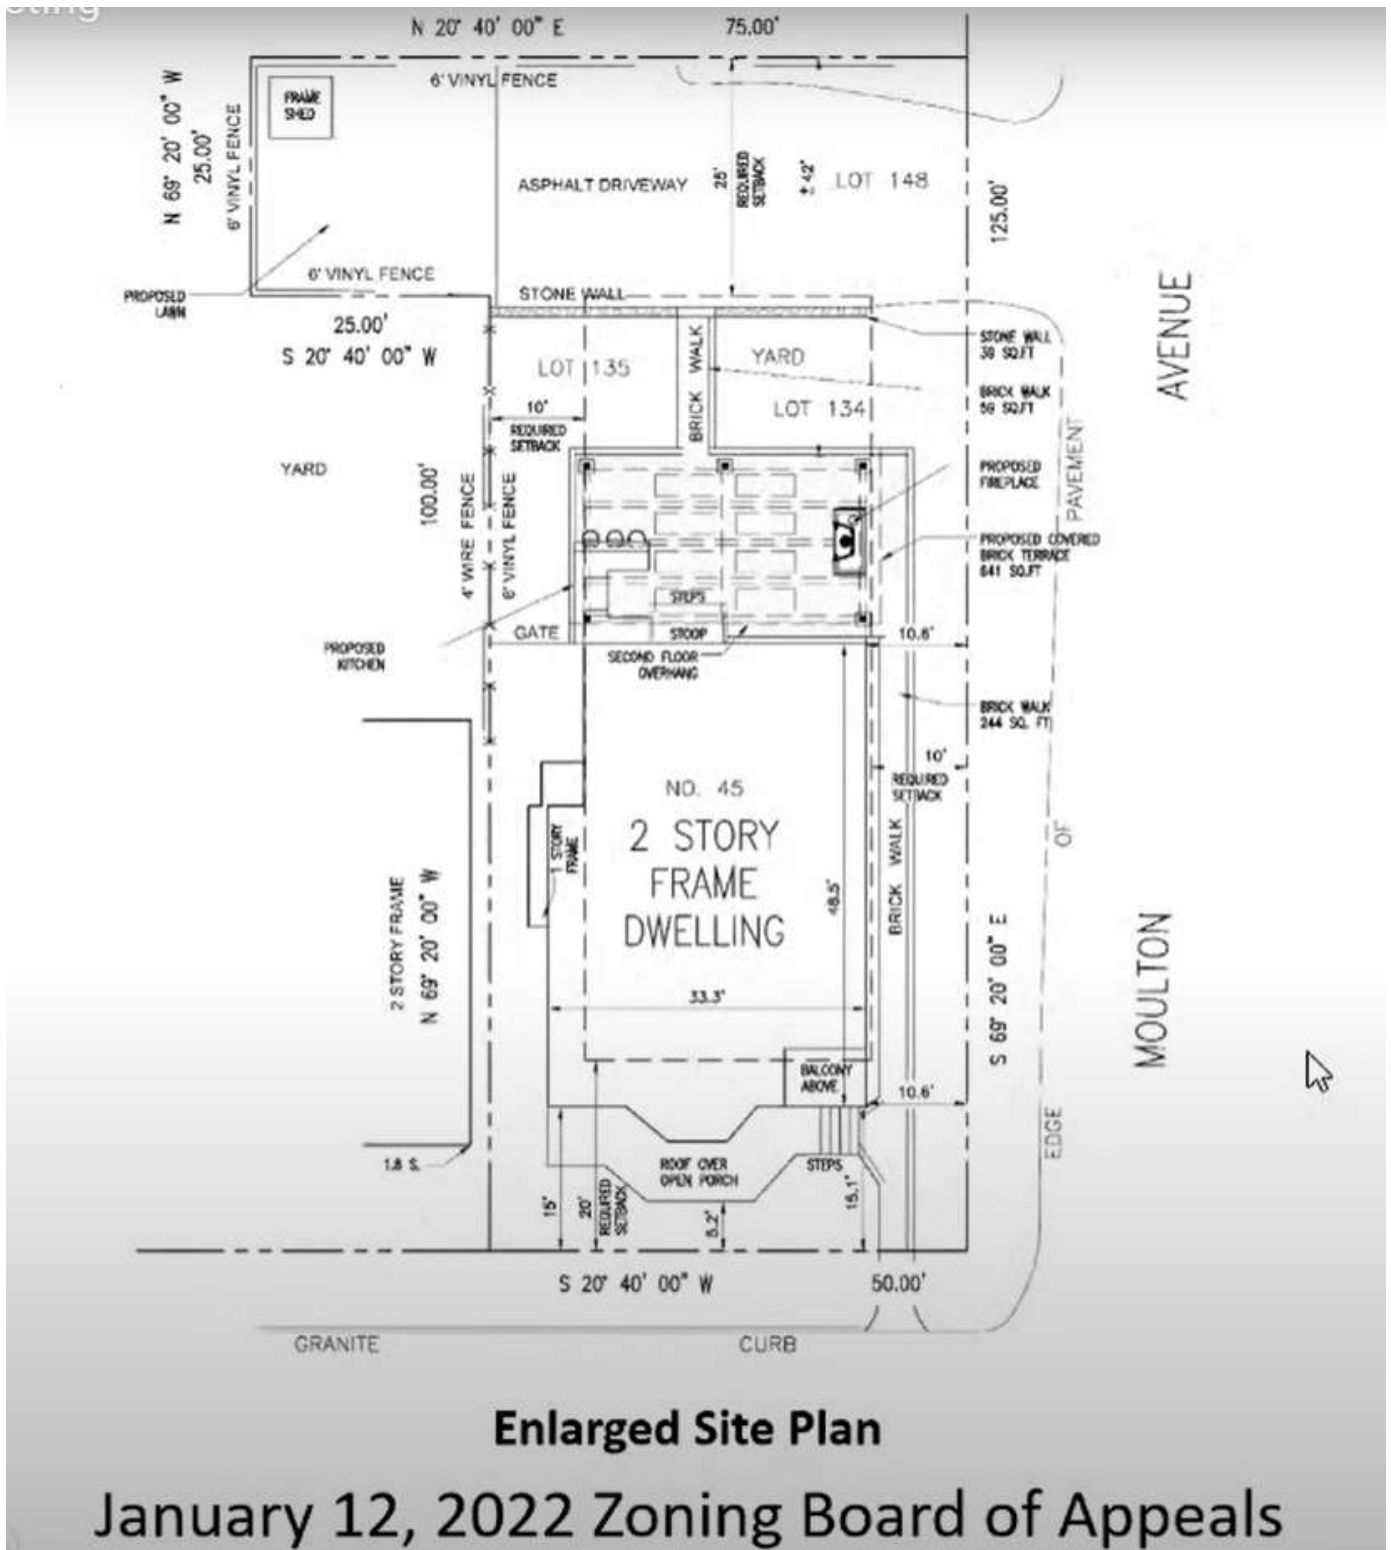 eting
N 20° 40' 00" E
75.00'
6' VINYL FENCE
FRAME
SHED
N 69° 20' 00" W
25.00'
6' VINYL FENCE
ASPHALT DRIVEWAY
25'
REQUIRED
SETBACK
± 42'
LOT 148
125.00'
6' VINYL FENCE
PROPOSED
LAWN
STONE WALL
25.00'
S 20° 40' 00" W
LOT 135
BRICK WALK
YARD
LOT 134
STONE WALL
39 SQ.FT
BRICK WALK
59 SQ.FT
AVENUE
10'
REQUIRED
SETBACK
YARD
100.00'
4' WIRE FENCE
6' VINYL FENCE
PROPOSED
FIREPLACE
PAVEMENT
PROPOSED COVERED
BRICK TERRACE
641 SQ.FT
STEPS
GATE
STOOP
10.6'
PROPOSED
KITCHEN
SECOND FLOOR
OVERHANG
BRICK WALK
244 SQ. FT
10'
REQUIRED
SETBACK
NO. 45
2 STORY
FRAME
DWELLING
1 STORY
FRAME
48.5'
BRICK WALK
OF
2 STORY FRAME
N 69° 20' 00" W
33.3'
S 69° 20' 00" E
MOULTON
BALCONY
ABOVE
10.6'
EDGE
1.8 S.
ROOF OVER
OPEN PORCH
STEPS
15'
20'
REQUIRED
SETBACK
15.1'
S 20° 40' 00" W
50.00'
GRANITE
CURB
Enlarged Site Plan
January 12, 2022 Zoning Board of Appeals